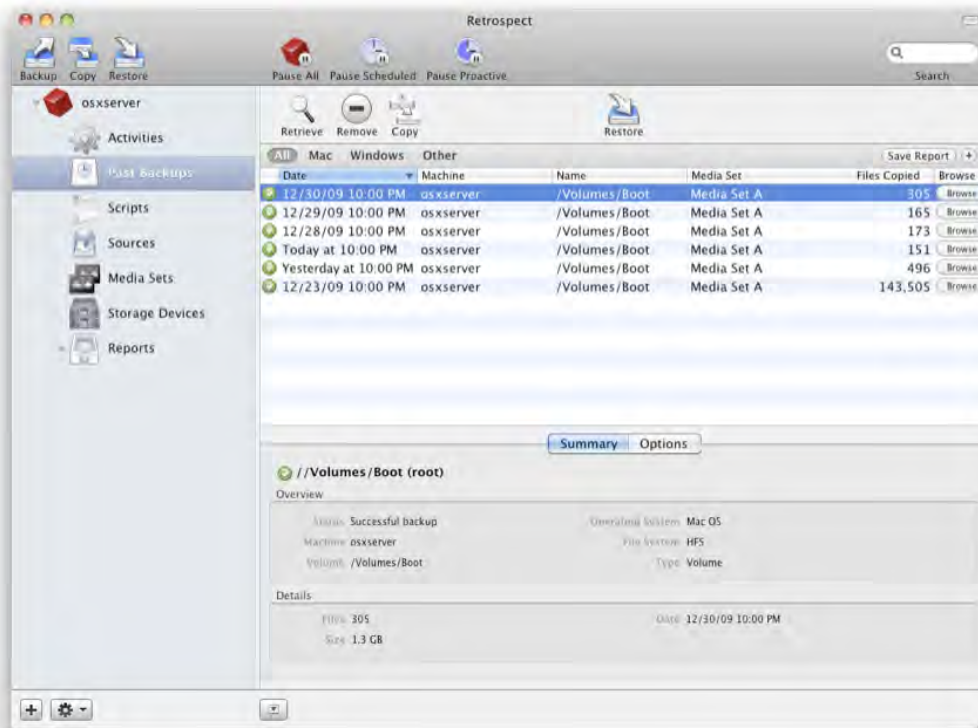 Retrospect
Backup Copy Restore Pause All Pause Scheduled Pause Proactive Search
osxserver
Activities
Past Backups
Scripts
Sources
Media Sets
Storage Devices
Reports
Retrieve Remove Copy Restore
All Mac Windows Other Save Report
Date Machine Name Media Set Files Copied Browse
12/30/09 10:00 PM osxserver /Volumes/Boot Media Set A 305 Browse
12/29/09 10:00 PM osxserver /Volumes/Boot Media Set A 165 Browse
12/28/09 10:00 PM osxserver /Volumes/Boot Media Set A 173 Browse
Today at 10:00 PM osxserver /Volumes/Boot Media Set A 151 Browse
Yesterday at 10:00 PM osxserver /Volumes/Boot Media Set A 496 Browse
12/23/09 10:00 PM osxserver /Volumes/Boot Media Set A 143,505 Browse
Summary Options
//Volumes/Boot (root)
Overview
Status Successful backup Operating System Mac OS
Machine osxserver File System HFS
Volume /Volumes/Boot Type Volume
Details
Files 305 Date 12/30/09 10:00 PM
Size 1.3 GB